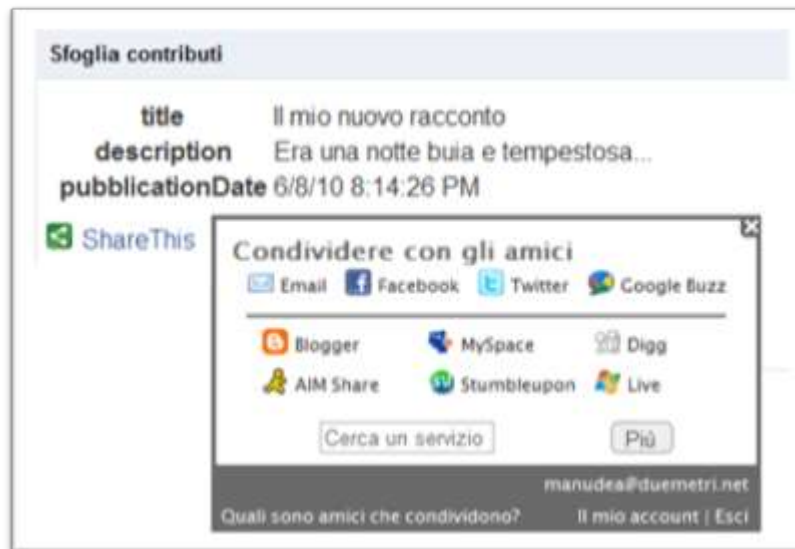 Sfoglia contributi
title Il mio nuovo racconto
description Era una notte buia e tempestosa...
pubblicationDate 6/8/10 8:14:26 PM
ShareThis
Condividere con gli amici
Email Facebook Twitter Google Buzz
Blogger MySpace Digg
AIM Share Stumbleupon Live
Cerca un servizio Più
manudea@duemetri.net
Quali sono amici che condividono? Il mio account | Esci